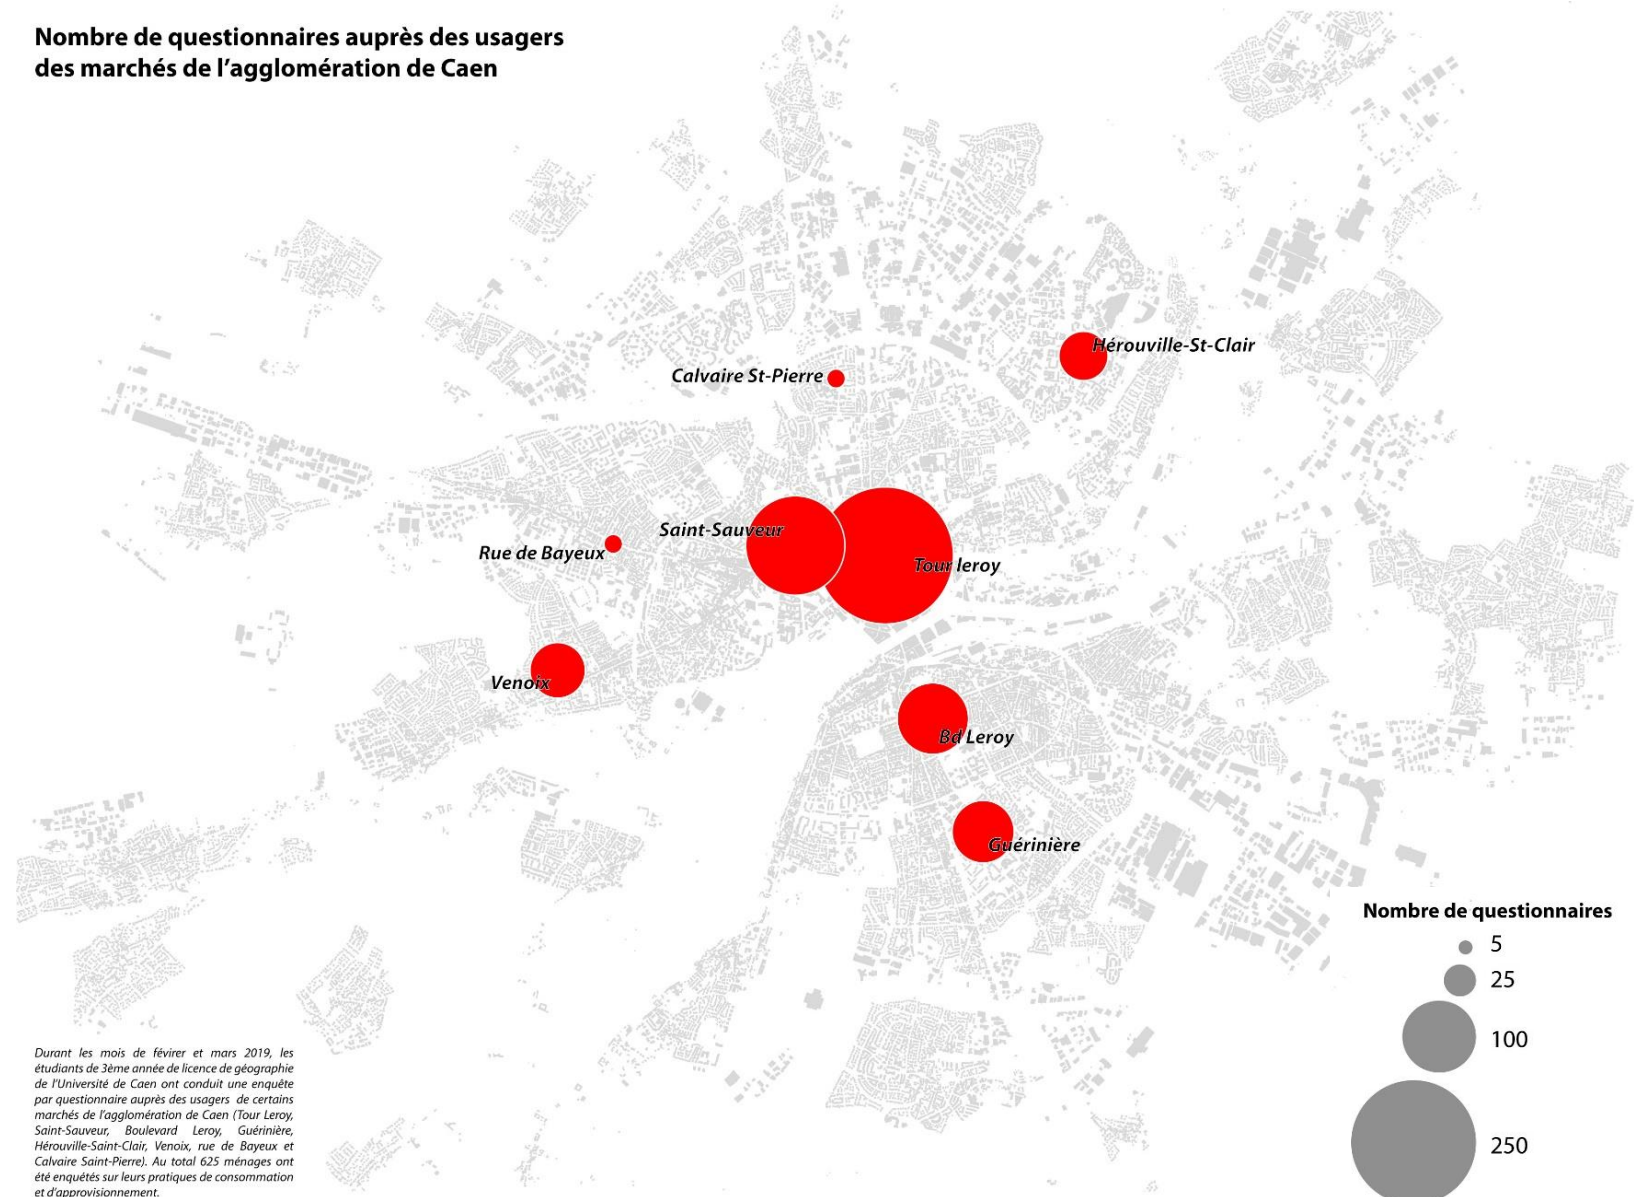 Nombre de questionnaires auprès des usagers
des marchés de l'agglomération de Caen
Hérouville-St-Clair
Calvaire St-Pierre
Saint-Sauveur
Rue de Bayeux
Tour leroy
Venoix
Bd Leroy
Guérinière
Nombre de questionnaires
5
25
100
250
Durant les mois de févirer et mars 2019, les
étudiants de 3ème année de licence de géographie
de l'Université de Caen ont conduit une enquête
par questionnaire auprès des usagers de certains
marchés de l'agglomération de Caen (Tour Leroy,
Saint-Sauveur, Boulevard Leroy, Guérinière,
Hérouville-Saint-Clair, Venoix, rue de Bayeux et
Calvaire Saint-Pierre). Au total 625 ménages ont
été enquêtés sur leurs pratiques de consommation
et d'approvisionnement.